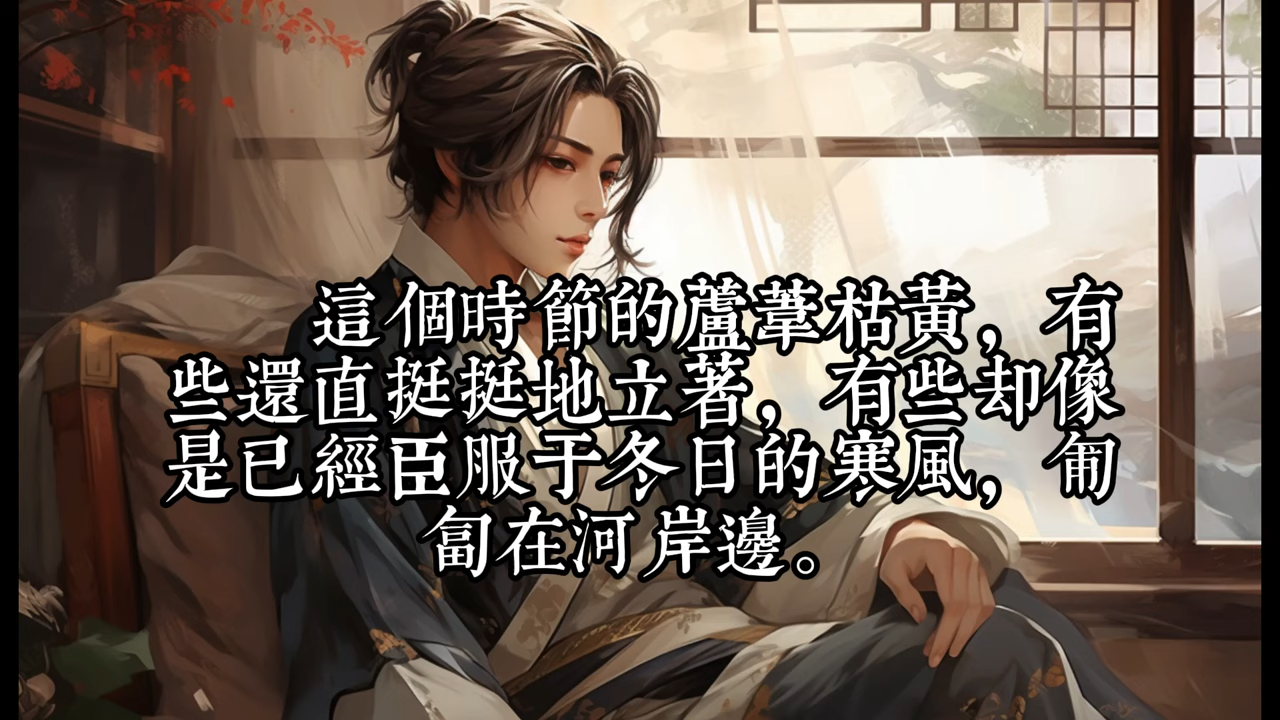 這個時節的蘆葦枯黃，有
些還直挺挺地立著，有些却像
是已經臣服于冬日的寒風，匍
匐在河岸邊。